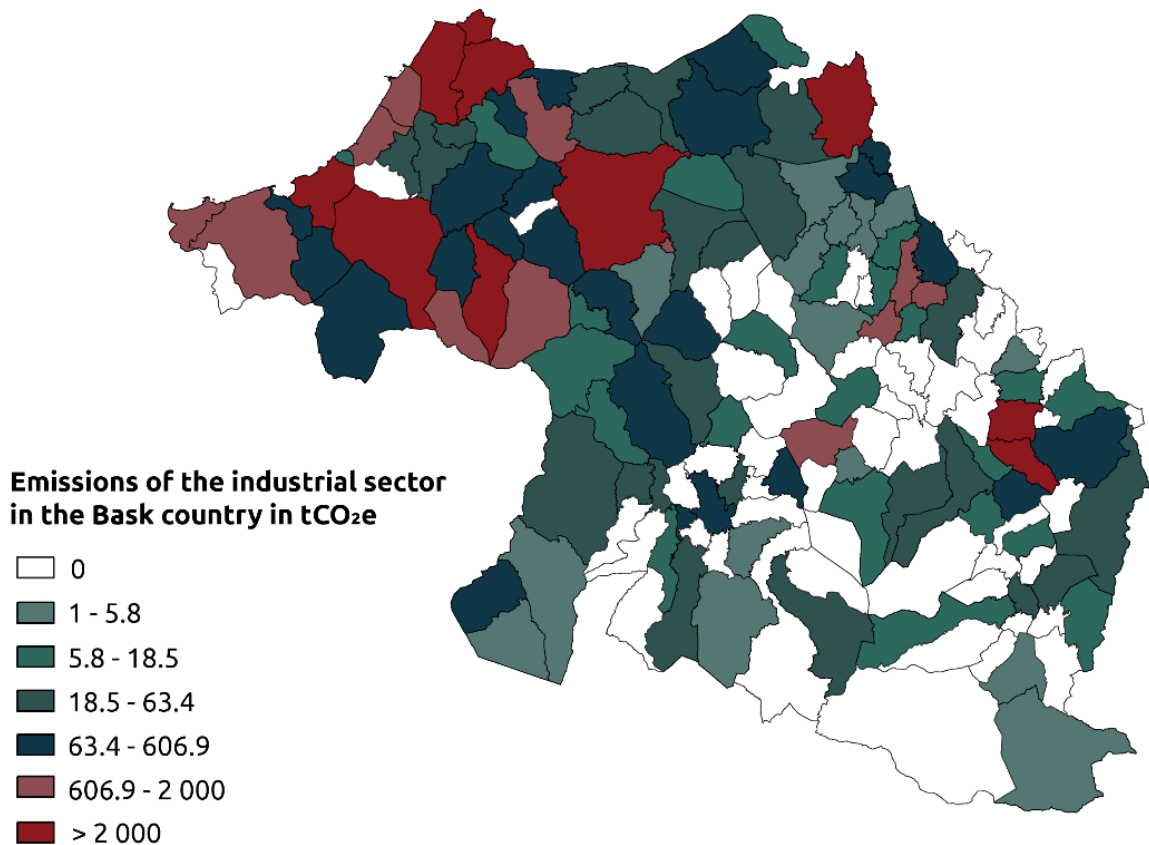 Emissions of the industrial sector
in the Bask country in tCO₂e
0
1 - 5.8
5.8 - 18.5
18.5 - 63.4
63.4 - 606.9
606.9 - 2 000
> 2 000